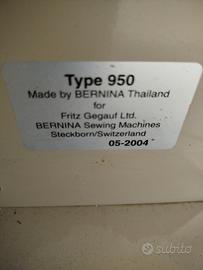 Type 950
Made by BERNINA Thailand
for
Fritz Gegauf Ltd.
BERNINA Sewing Machines
Steckborn/Switzerland
05-2004
subito